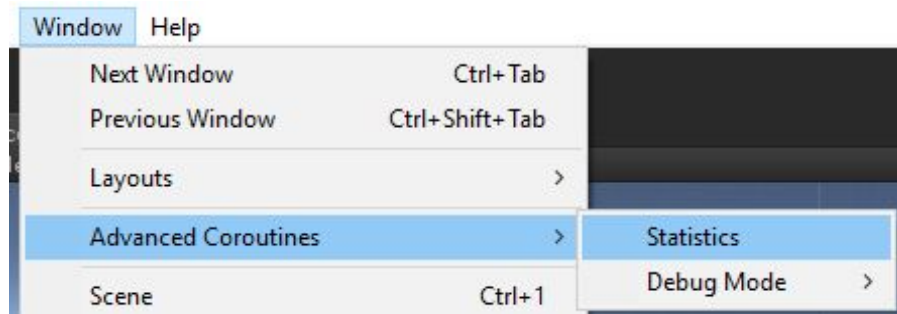 Window Help
Next Window Ctrl+Tab
Previous Window Ctrl+Shift+Tab
Layouts >
Advanced Coroutines > Statistics
Scene Ctrl+1 Debug Mode >